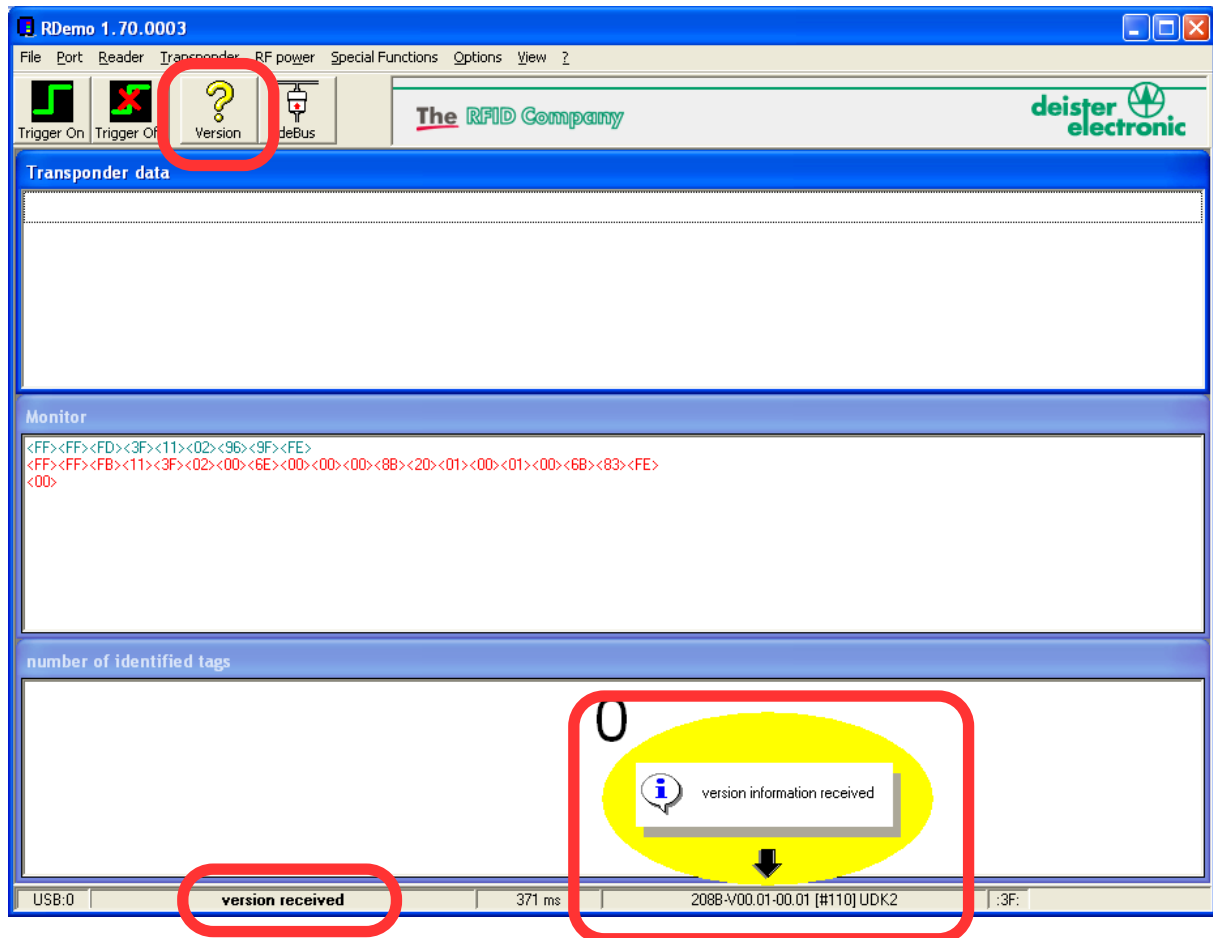 RDemo 1.70.0003
File Port Reader Transponder RF power Special Functions Options View ?
Trigger On Trigger Of Version deBus
The RFID Company
deister
electronic
Transponder data
Monitor
<FF><FF><FD><3F><11><02><96><9F><FE>
<FF><FF><FB><11><3F><02><00><6E><00><00><00><8B><20><01><00><01><00><6B><83><FE>
<00>
number of identified tags
0
version information received
USB:0 version received 371 ms 208B-V00.01-00.01 [#110] UDK2 :3F: